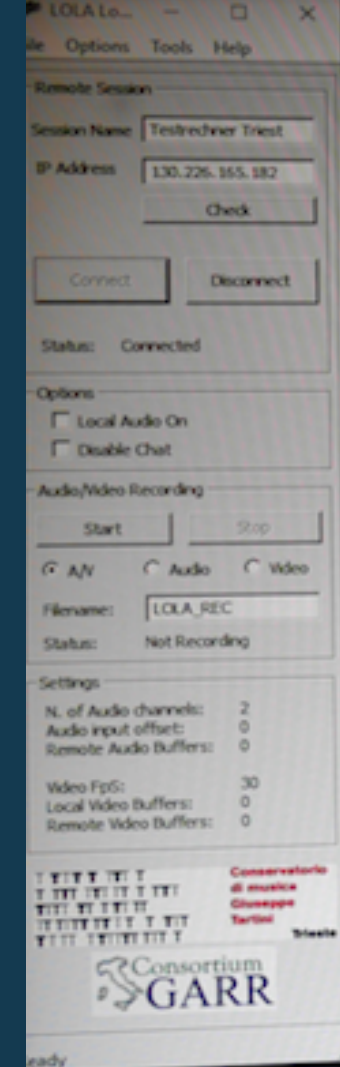 LOLA Lo...
ile Options Tools Help
Remote Session
Session Name Testrechner Triest
IP Address 130.226.165.182
Check
Connect Disconnect
Status: Connected
Options
Local Audio On
Disable Chat
Audio/Video Recording
Start Stop
A/V Audio Video
Filename: LOLA_REC
Status: Not Recording
Settings
N. of Audio channels: 2
Audio input offset: 0
Remote Audio Buffers: 0
Video FpS: 30
Local Video Buffers: 0
Remote Video Buffers: 0
Conservatorio
di musica
Giuseppe
Tartini
Trieste
Consortium
GARR
eady